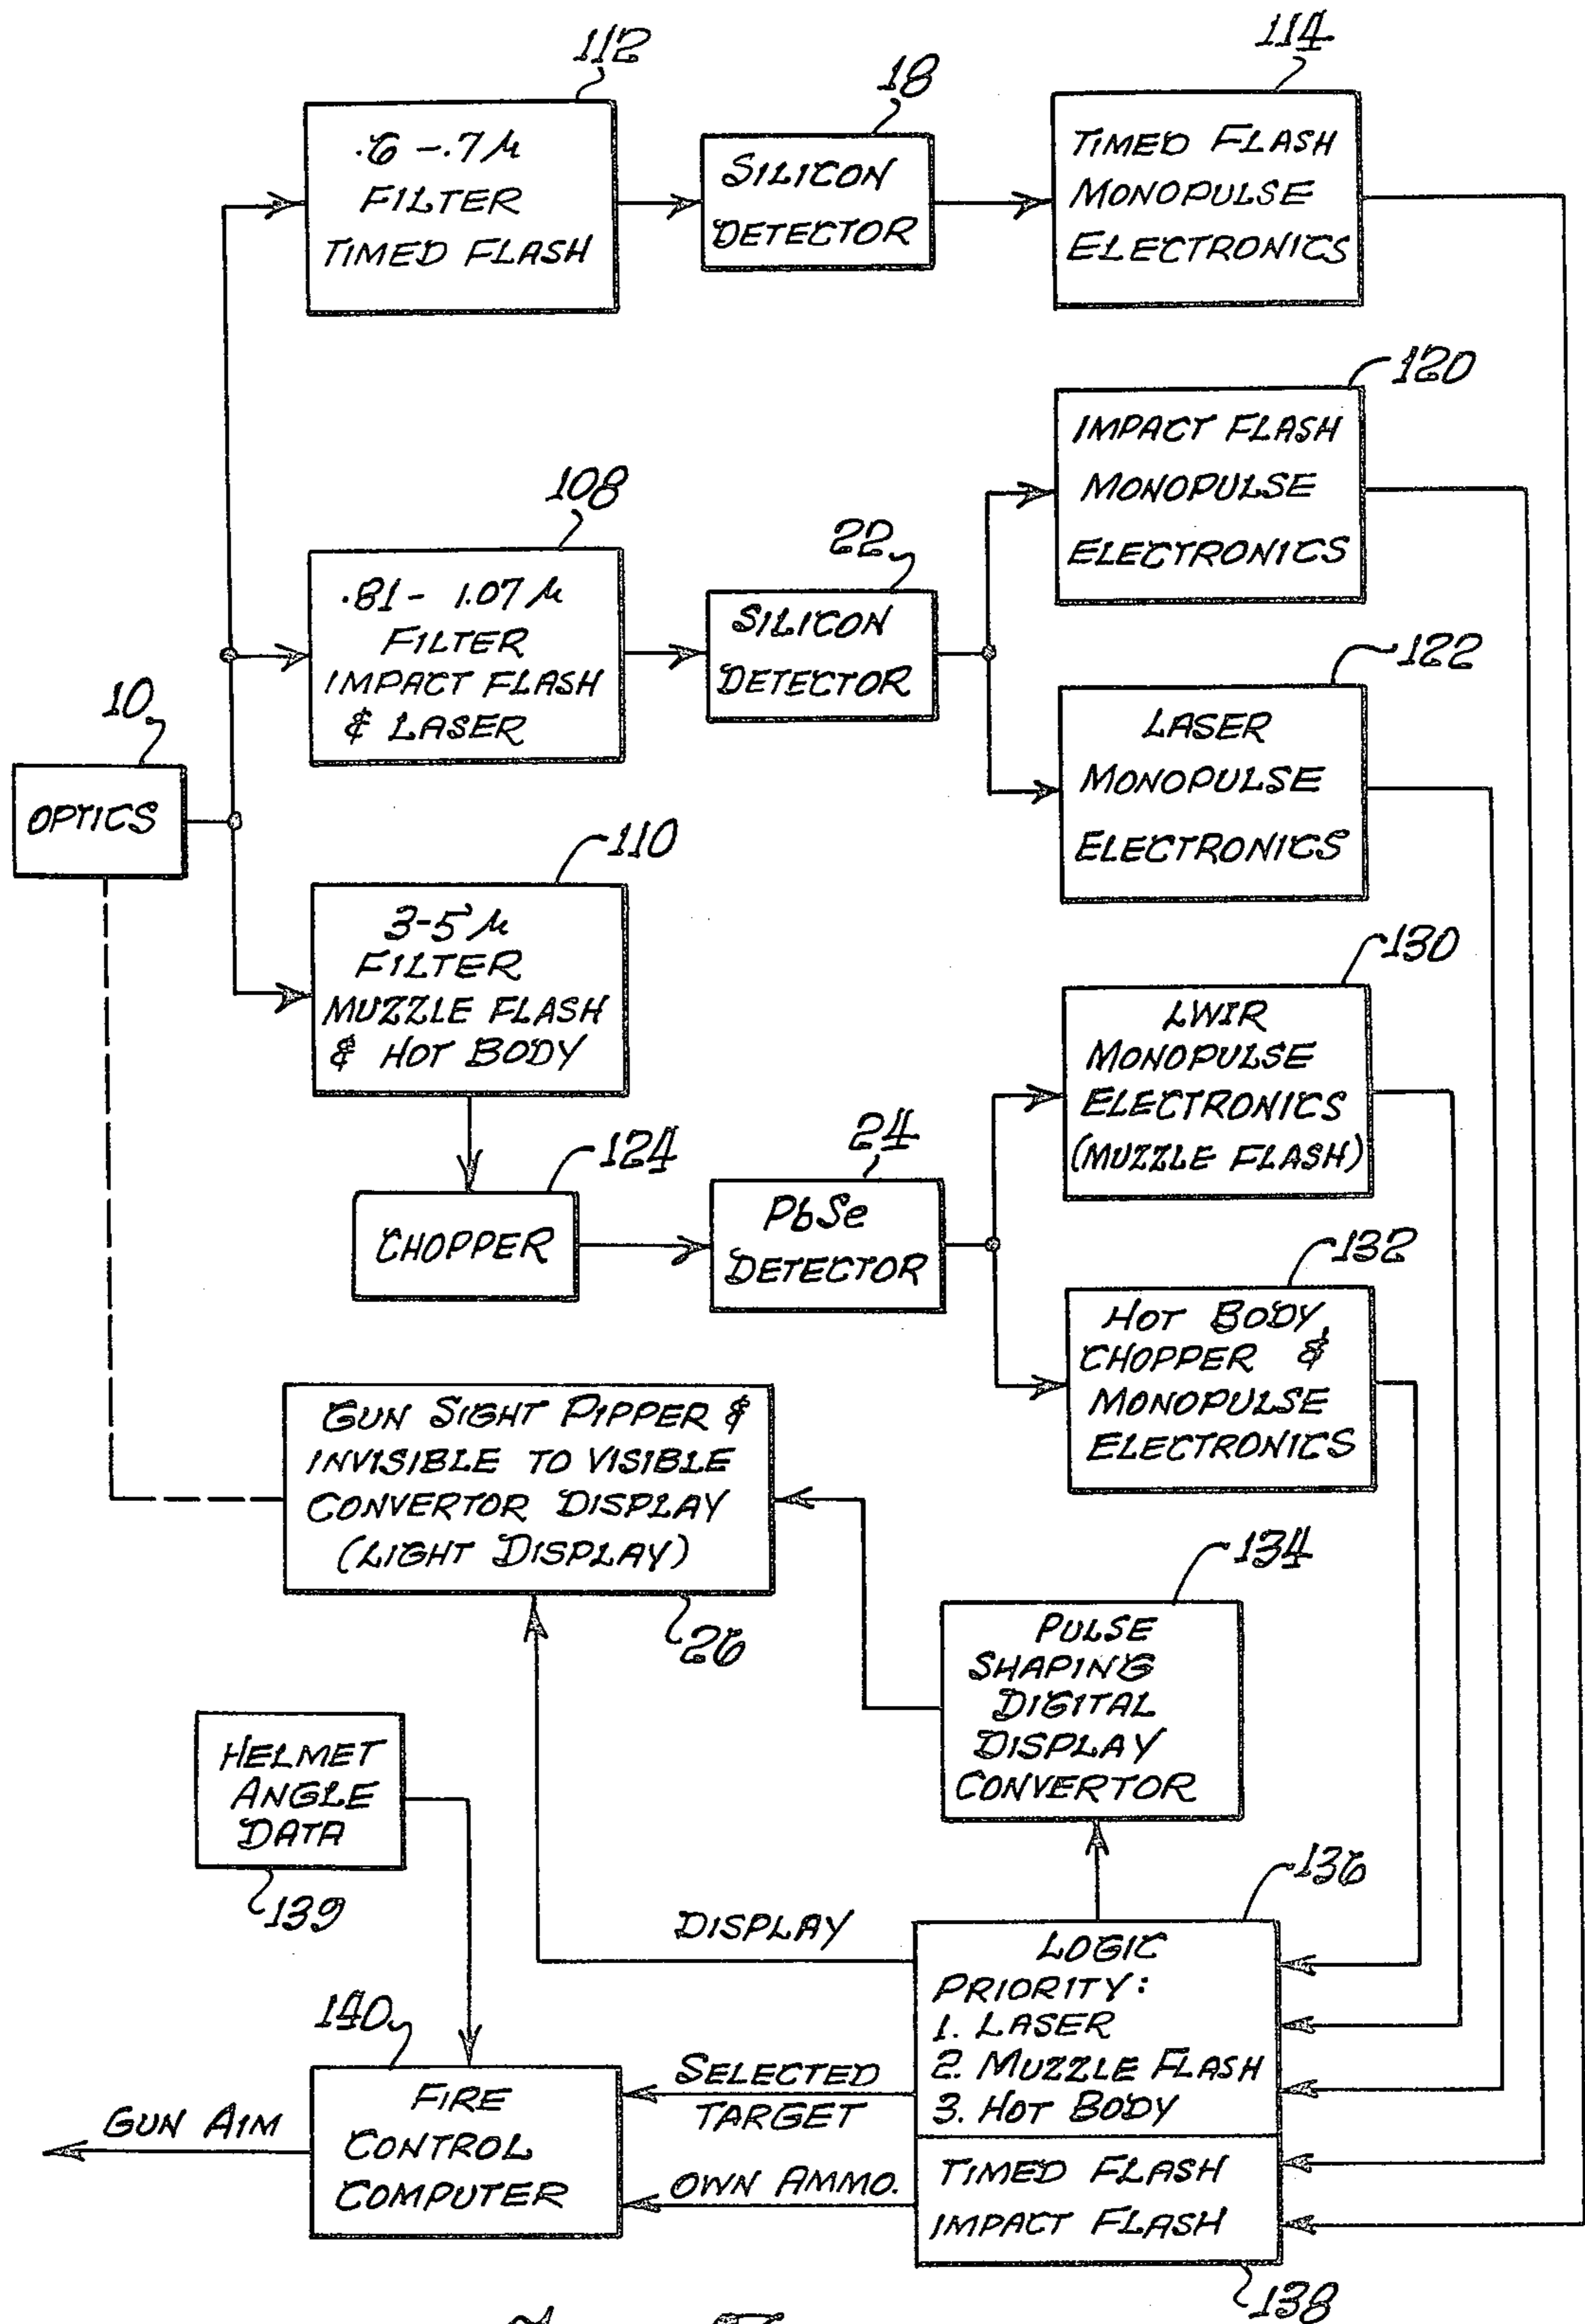 112
.6 - .7 μ
FILTER
TIMED FLASH
18
SILICON
DETECTOR
114
TIMED FLASH
MONOPULSE
ELECTRONICS
120
IMPACT FLASH
MONOPULSE
ELECTRONICS
108
.81 - 1.07 μ
FILTER
IMPACT FLASH
& LASER
22
SILICON
DETECTOR
122
LASER
MONOPULSE
ELECTRONICS
10
OPTICS
110
3-5 μ
FILTER
MUZZLE FLASH
& HOT BODY
130
LWIR
MONOPULSE
ELECTRONICS
(MUZZLE FLASH)
124
CHOPPER
24
PbSe
DETECTOR
132
HOT BODY
CHOPPER &
MONOPULSE
ELECTRONICS
GUN SIGHT PIPPER &
INVISIBLE TO VISIBLE
CONVERTOR DISPLAY
(LIGHT DISPLAY)
26
134
PULSE
SHAPING
DIGITAL
DISPLAY
CONVERTOR
HELMET
ANGLE
DATA
139
136
DISPLAY
LOGIC
PRIORITY:
1. LASER
2. MUZZLE FLASH
3. HOT BODY
TIMED FLASH
IMPACT FLASH
138
140
FIRE
CONTROL
COMPUTER
SELECTED
TARGET
OWN AMMO.
GUN AIM